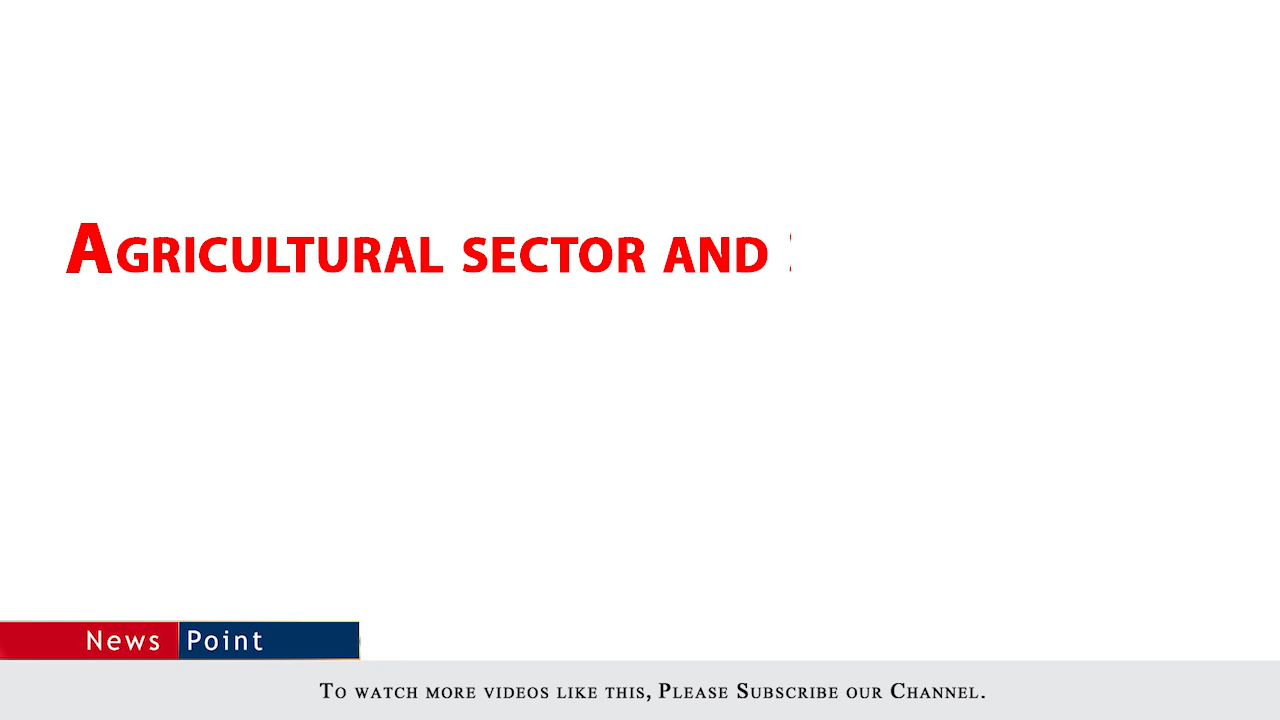 Agricultural sector and
News Point
To watch more videos like this, Please Subscribe our Channel.